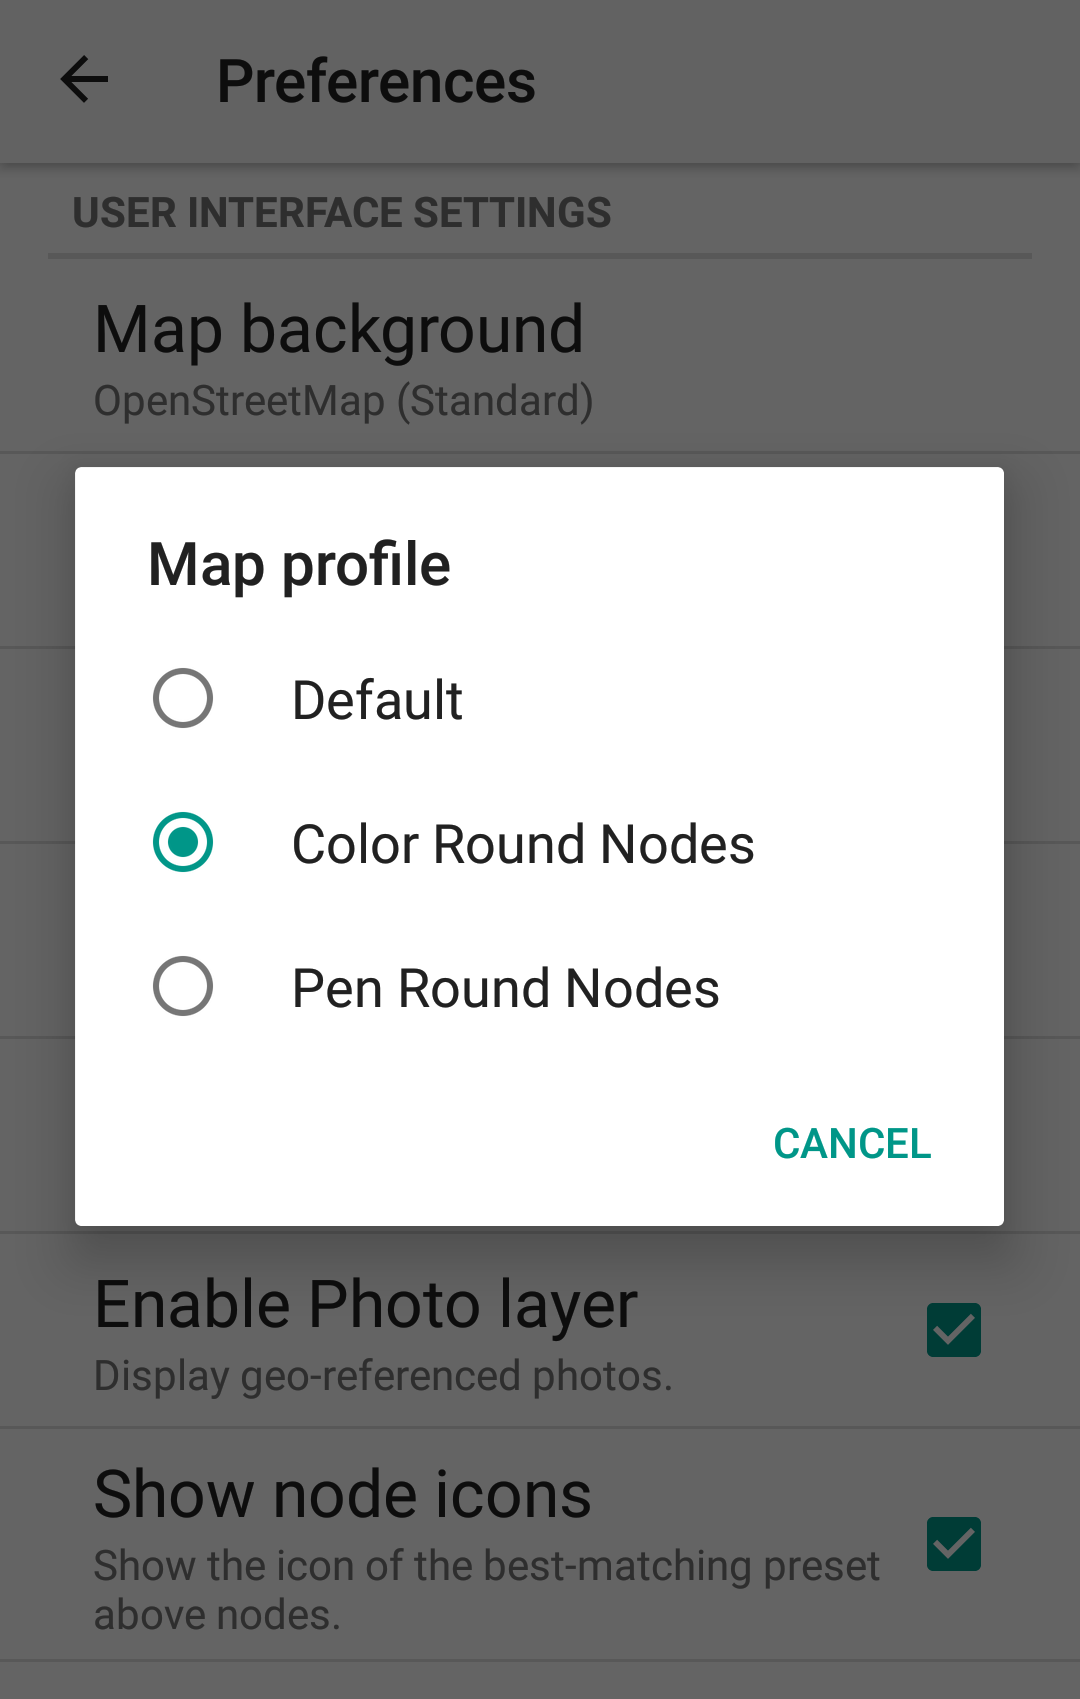 Preferences
USER INTERFACE SETTINGS
Map background
OpenStreetMap (Standard)
Map profile
Default
Color Round Nodes
Pen Round Nodes
CANCEL
Enable Photo layer
Display geo-referenced photos.
Show node icons
Show the icon of the best-matching preset
above nodes.